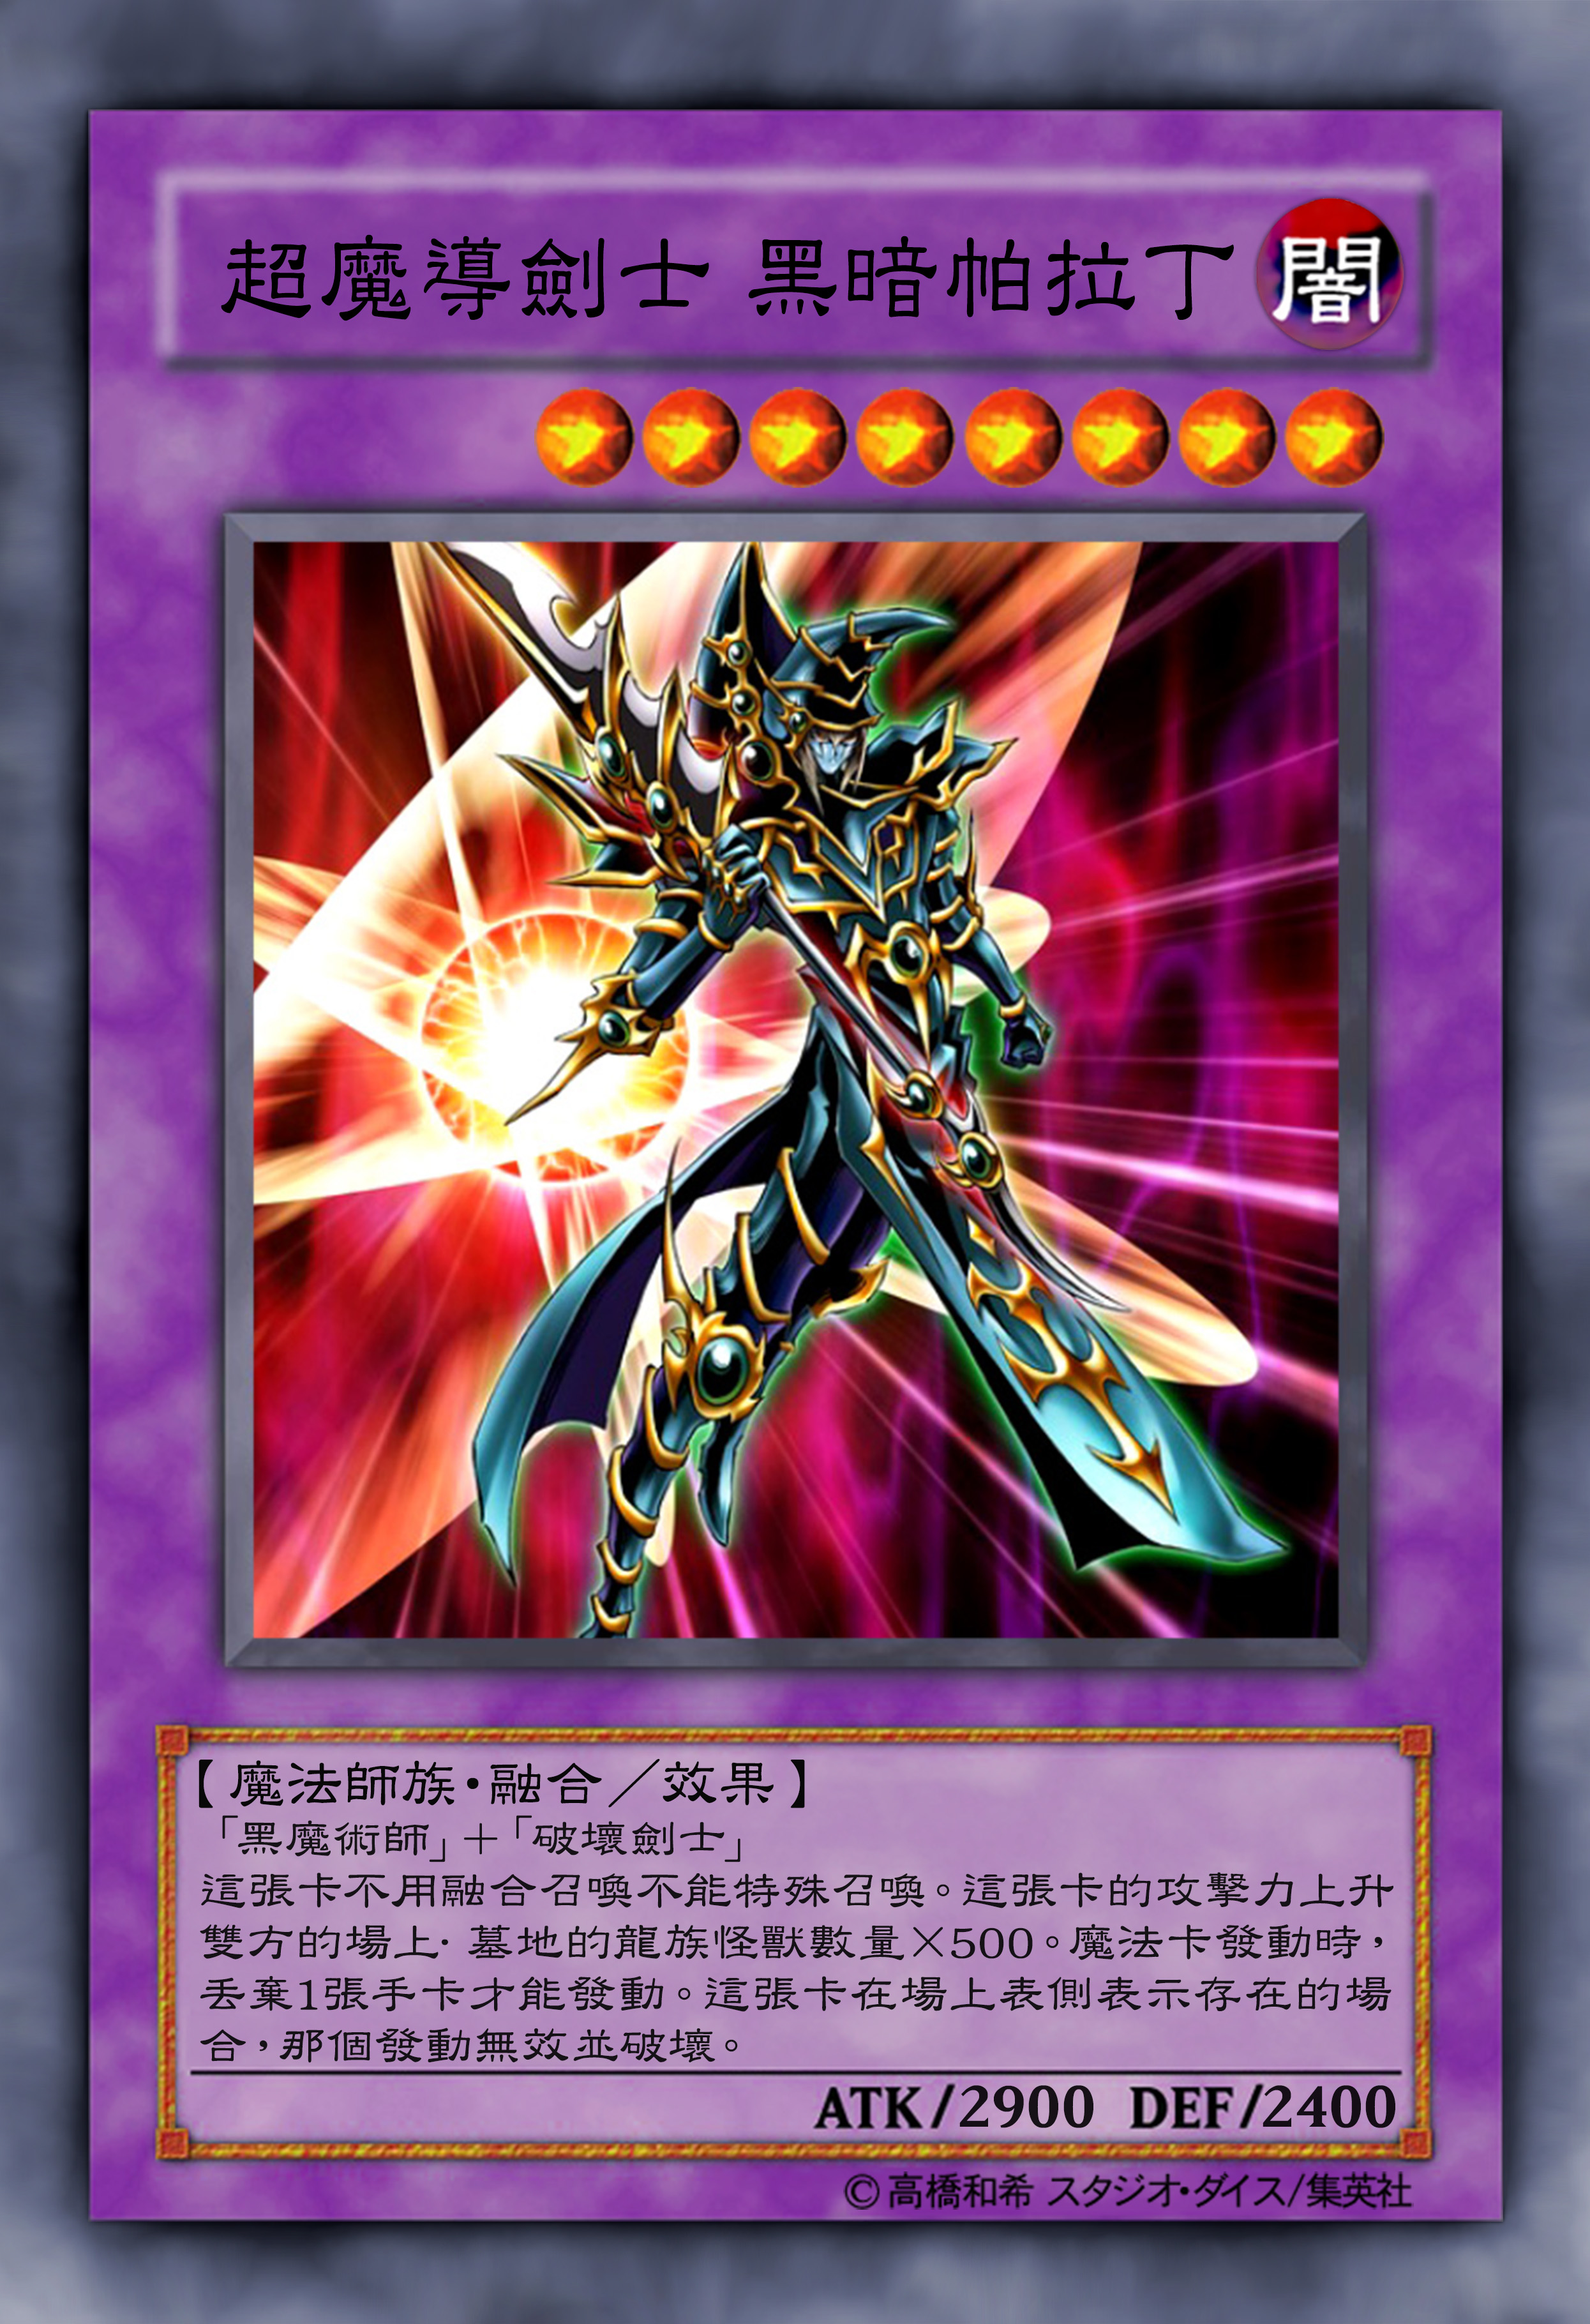 超魔導劍士 黑暗帕拉丁 闇
【魔法師族・融合／效果】
「黑魔術師」＋「破壞劍士」
這張卡不用融合召喚不能特殊召喚。這張卡的攻擊力上升
雙方的場上・墓地的龍族怪獸數量×500。魔法卡發動時，
丟棄1張手卡才能發動。這張卡在場上表側表示存在的場
合，那個發動無效並破壞。
ATK/2900 DEF/2400
©高橋和希 スタジオ・ダイス/集英社